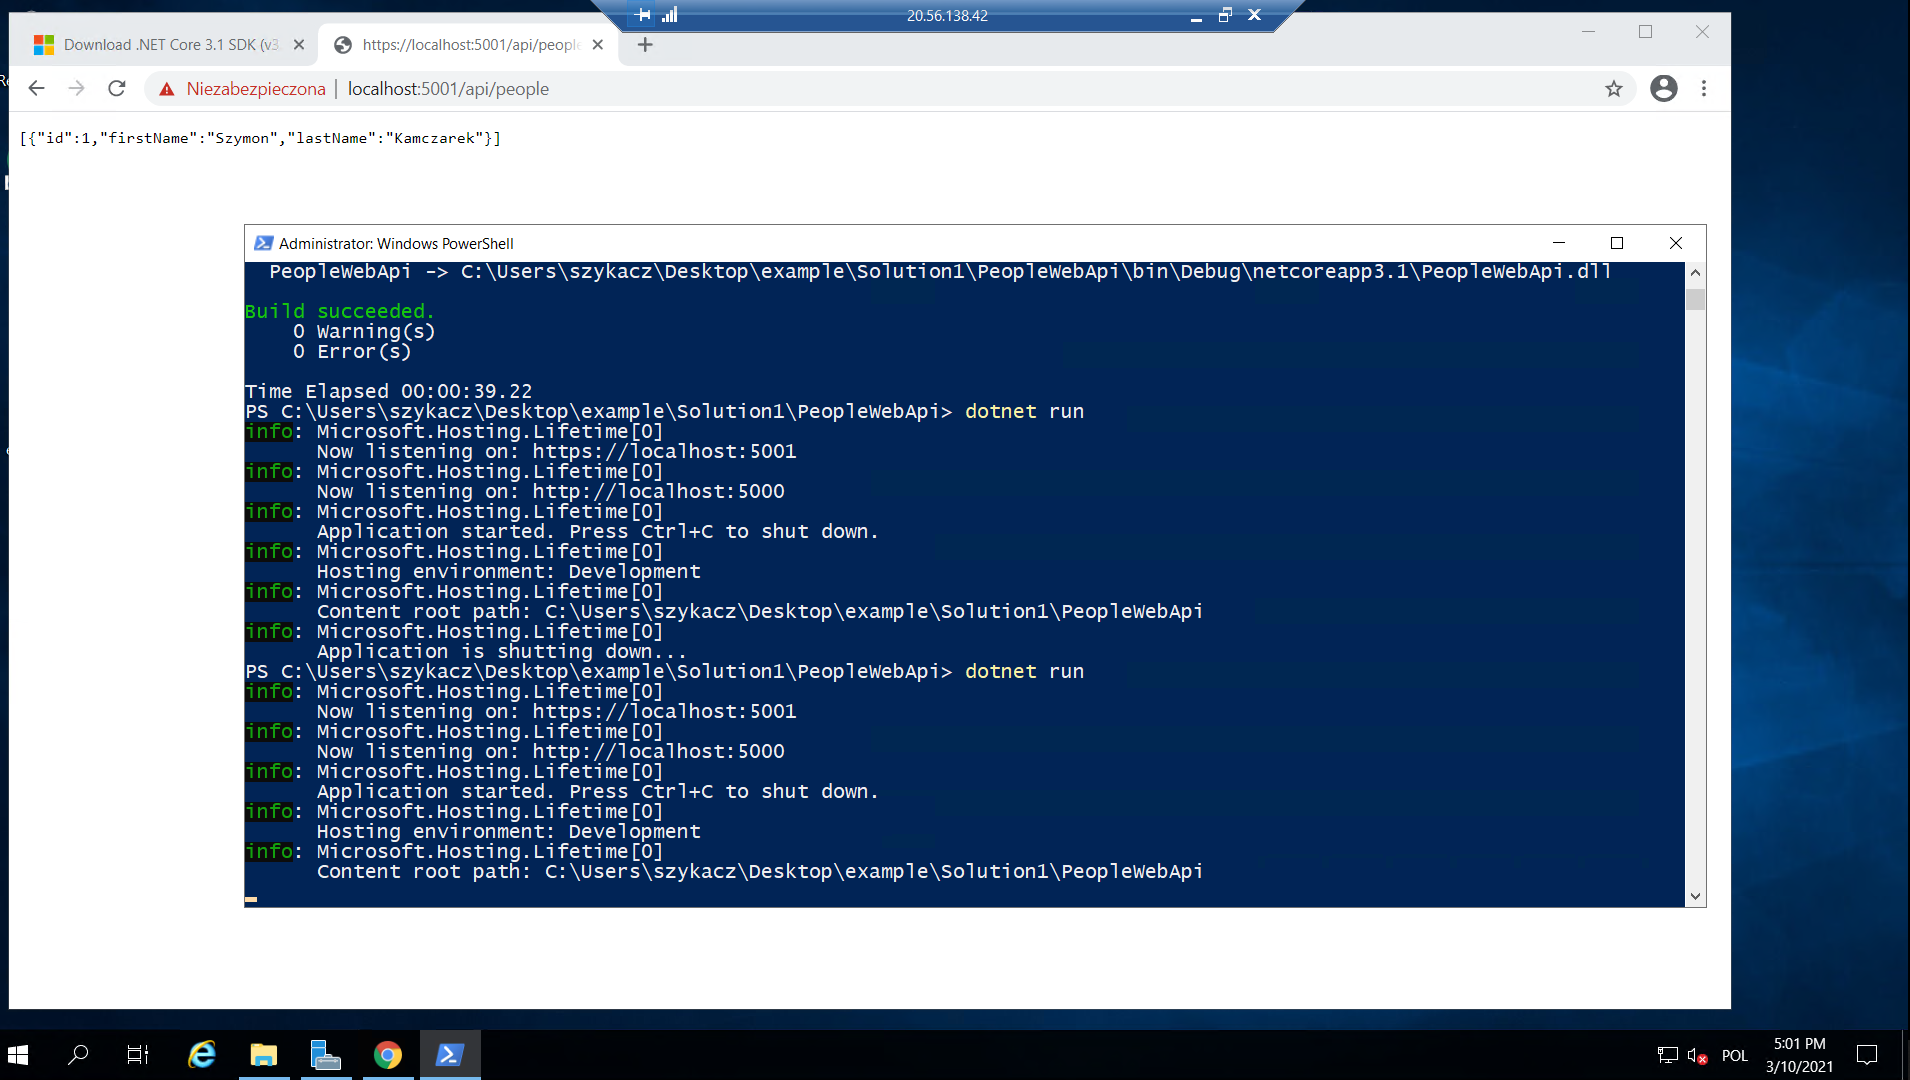 20.56.138.42
Download .NET Core 3.1 SDK (v3
https://localhost:5001/api/people
Niezabezpieczona | localhost:5001/api/people
[{"id":1,"firstName":"Szymon","lastName":"Kamczarek"}]
Administrator: Windows PowerShell
PeopleWebApi -> C:\Users\szykacz\Desktop\example\Solution1\PeopleWebApi\bin\Debug\netcoreapp3.1\PeopleWebApi.dll
Build succeeded.
0 Warning(s)
0 Error(s)
Time Elapsed 00:00:39.22
PS C:\Users\szykacz\Desktop\example\Solution1\PeopleWebApi> dotnet run
info: Microsoft.Hosting.Lifetime[0]
Now listening on: https://localhost:5001
info: Microsoft.Hosting.Lifetime[0]
Now listening on: http://localhost:5000
info: Microsoft.Hosting.Lifetime[0]
Application started. Press Ctrl+C to shut down.
info: Microsoft.Hosting.Lifetime[0]
Hosting environment: Development
info: Microsoft.Hosting.Lifetime[0]
Content root path: C:\Users\szykacz\Desktop\example\Solution1\PeopleWebApi
info: Microsoft.Hosting.Lifetime[0]
Application is shutting down...
PS C:\Users\szykacz\Desktop\example\Solution1\PeopleWebApi> dotnet run
info: Microsoft.Hosting.Lifetime[0]
Now listening on: https://localhost:5001
info: Microsoft.Hosting.Lifetime[0]
Now listening on: http://localhost:5000
info: Microsoft.Hosting.Lifetime[0]
Application started. Press Ctrl+C to shut down.
info: Microsoft.Hosting.Lifetime[0]
Hosting environment: Development
info: Microsoft.Hosting.Lifetime[0]
Content root path: C:\Users\szykacz\Desktop\example\Solution1\PeopleWebApi
POL
5:01 PM
3/10/2021